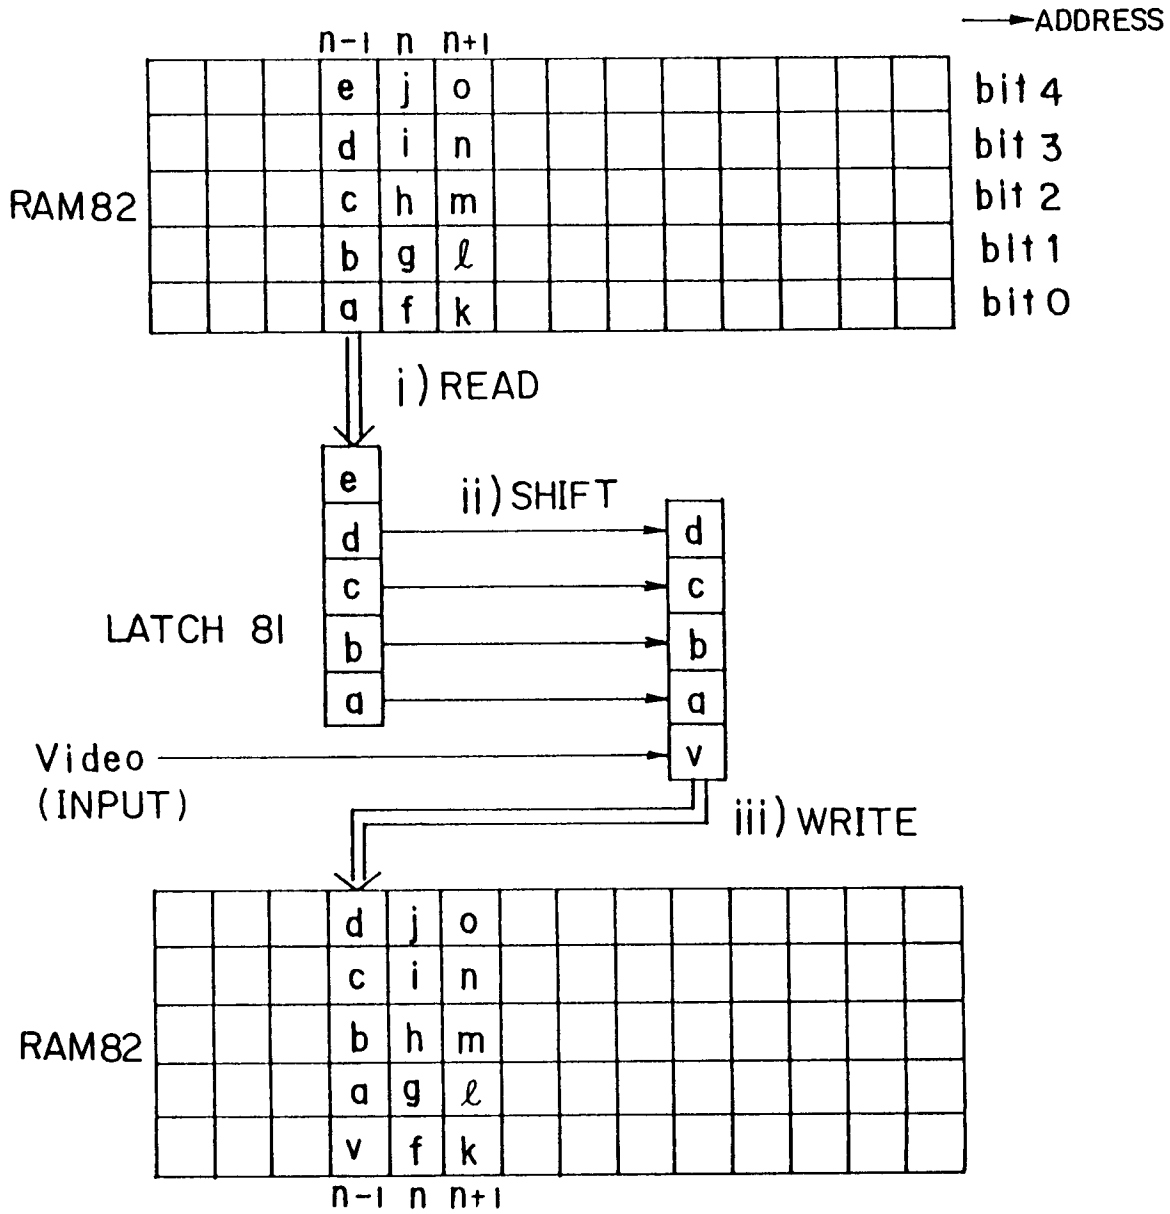 ADDRESS
n-1 n n+1
e j o bit 4
d i n bit 3
RAM82 c h m bit 2
b g ℓ bit 1
a f k bit 0
i) READ
e
ii) SHIFT
d d
c c
LATCH 81
b b
a a
Video v
(INPUT)
iii) WRITE
d j o
c i n
RAM82 b h m
a g ℓ
v f k
n-1 n n+1